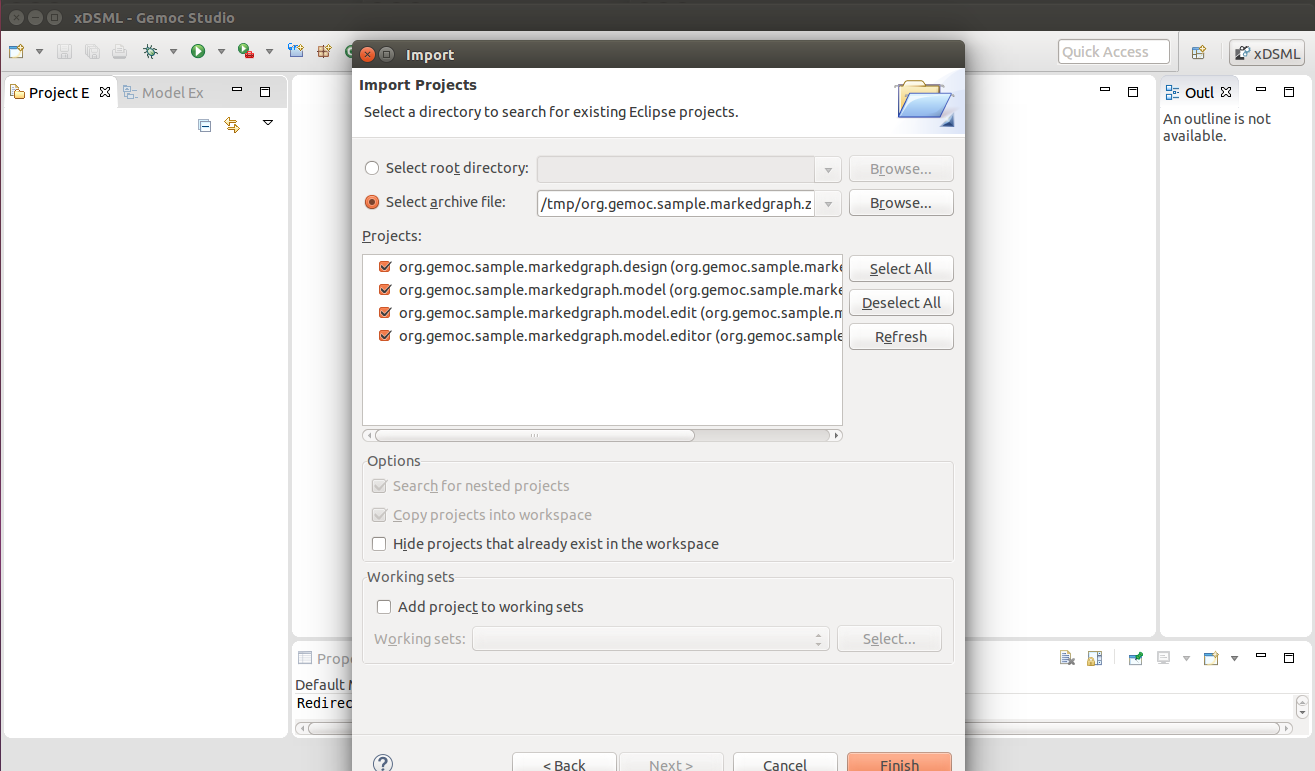 xDSML - Gemoc Studio
Quick Access
xDSML
Import
Project E
Model Ex
Import Projects
Select a directory to search for existing Eclipse projects.
Outl
An outline is not
available.
Select root directory:
Browse...
Select archive file:
/tmp/org.gemoc.sample.markedgraph.z
Browse...
Projects:
org.gemoc.sample.markedgraph.design (org.gemoc.sample.marke
org.gemoc.sample.markedgraph.model (org.gemoc.sample.marke
org.gemoc.sample.markedgraph.model.edit (org.gemoc.sample.m
org.gemoc.sample.markedgraph.model.editor (org.gemoc.sample
Select All
Deselect All
Refresh
Options
Search for nested projects
Copy projects into workspace
Hide projects that already exist in the workspace
Working sets
Add project to working sets
Working sets:
Select...
Prope
Default M
Redirec
?
< Back
Next >
Cancel
Finish